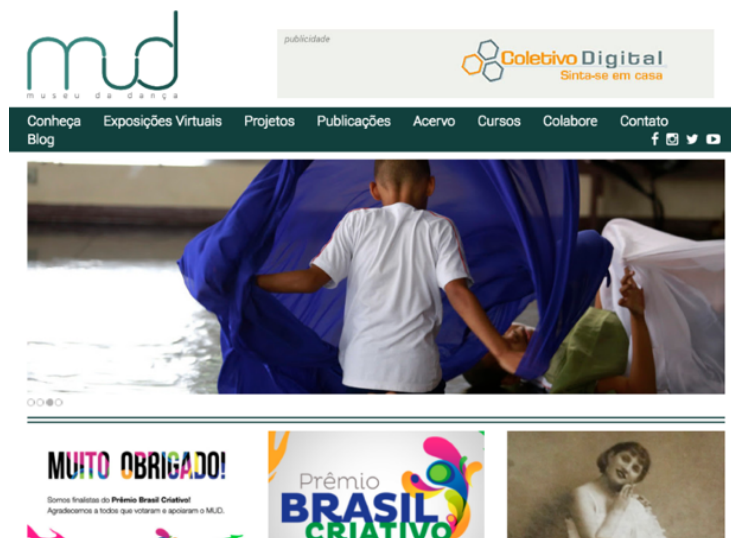 mud
museu da dança
publicidade
Coletivo Digital
Sinta-se em casa
Conheça Exposições Virtuais Projetos Publicações Acervo Cursos Colabore Contato
Blog
MUITO OBRIGADO!
Somos finalistas do Prêmio Brasil Criativo!
Agradecemos a todos que votaram e apoiaram o MUD.
Prêmio
BRASIL
CRIATIVO